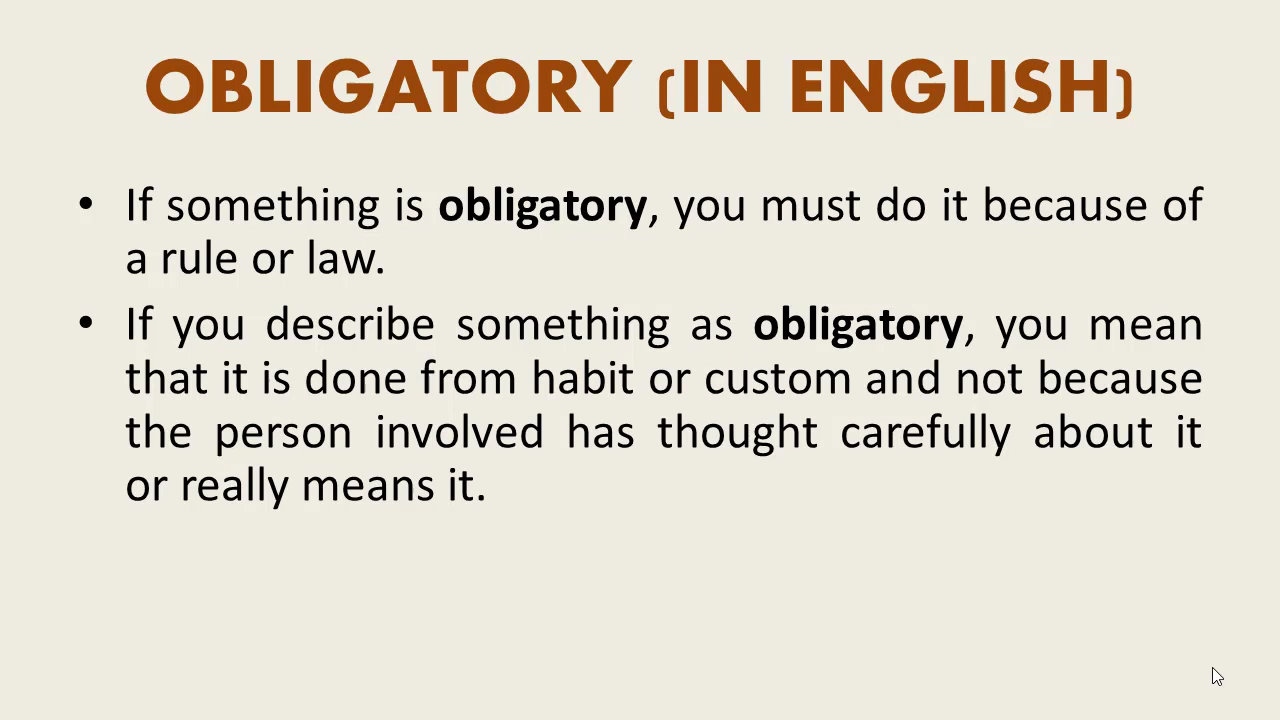 OBLIGATORY (IN ENGLISH)
• If something is obligatory, you must do it because of
a rule or law.
• If you describe something as obligatory, you mean
that it is done from habit or custom and not because
the person involved has thought carefully about it
or really means it.